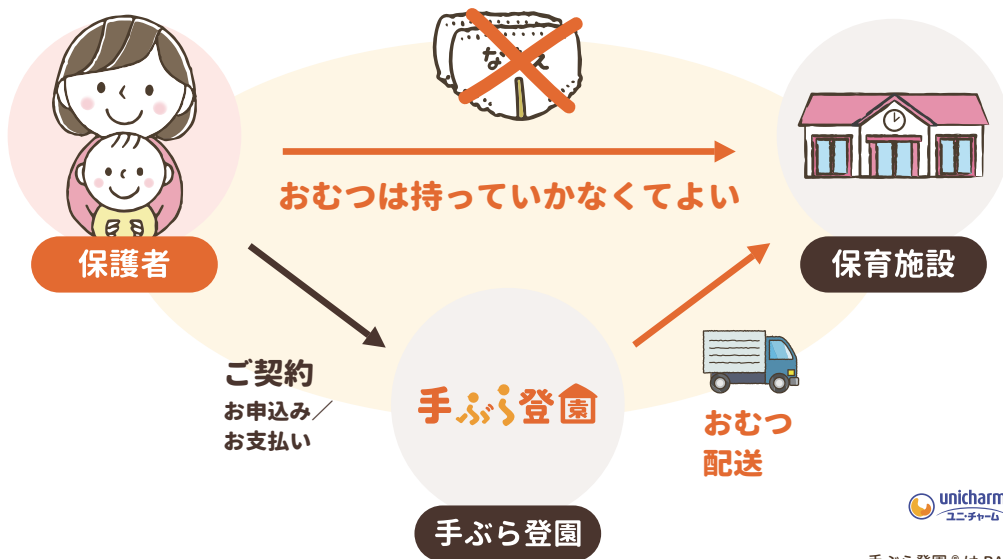 おむつは持っていかなくてよい
保護者
保育施設
ご契約
お申込み／
お支払い
手ぶら登園
おむつ
配送
手ぶら登園
unicharm
ユニ・チャーム